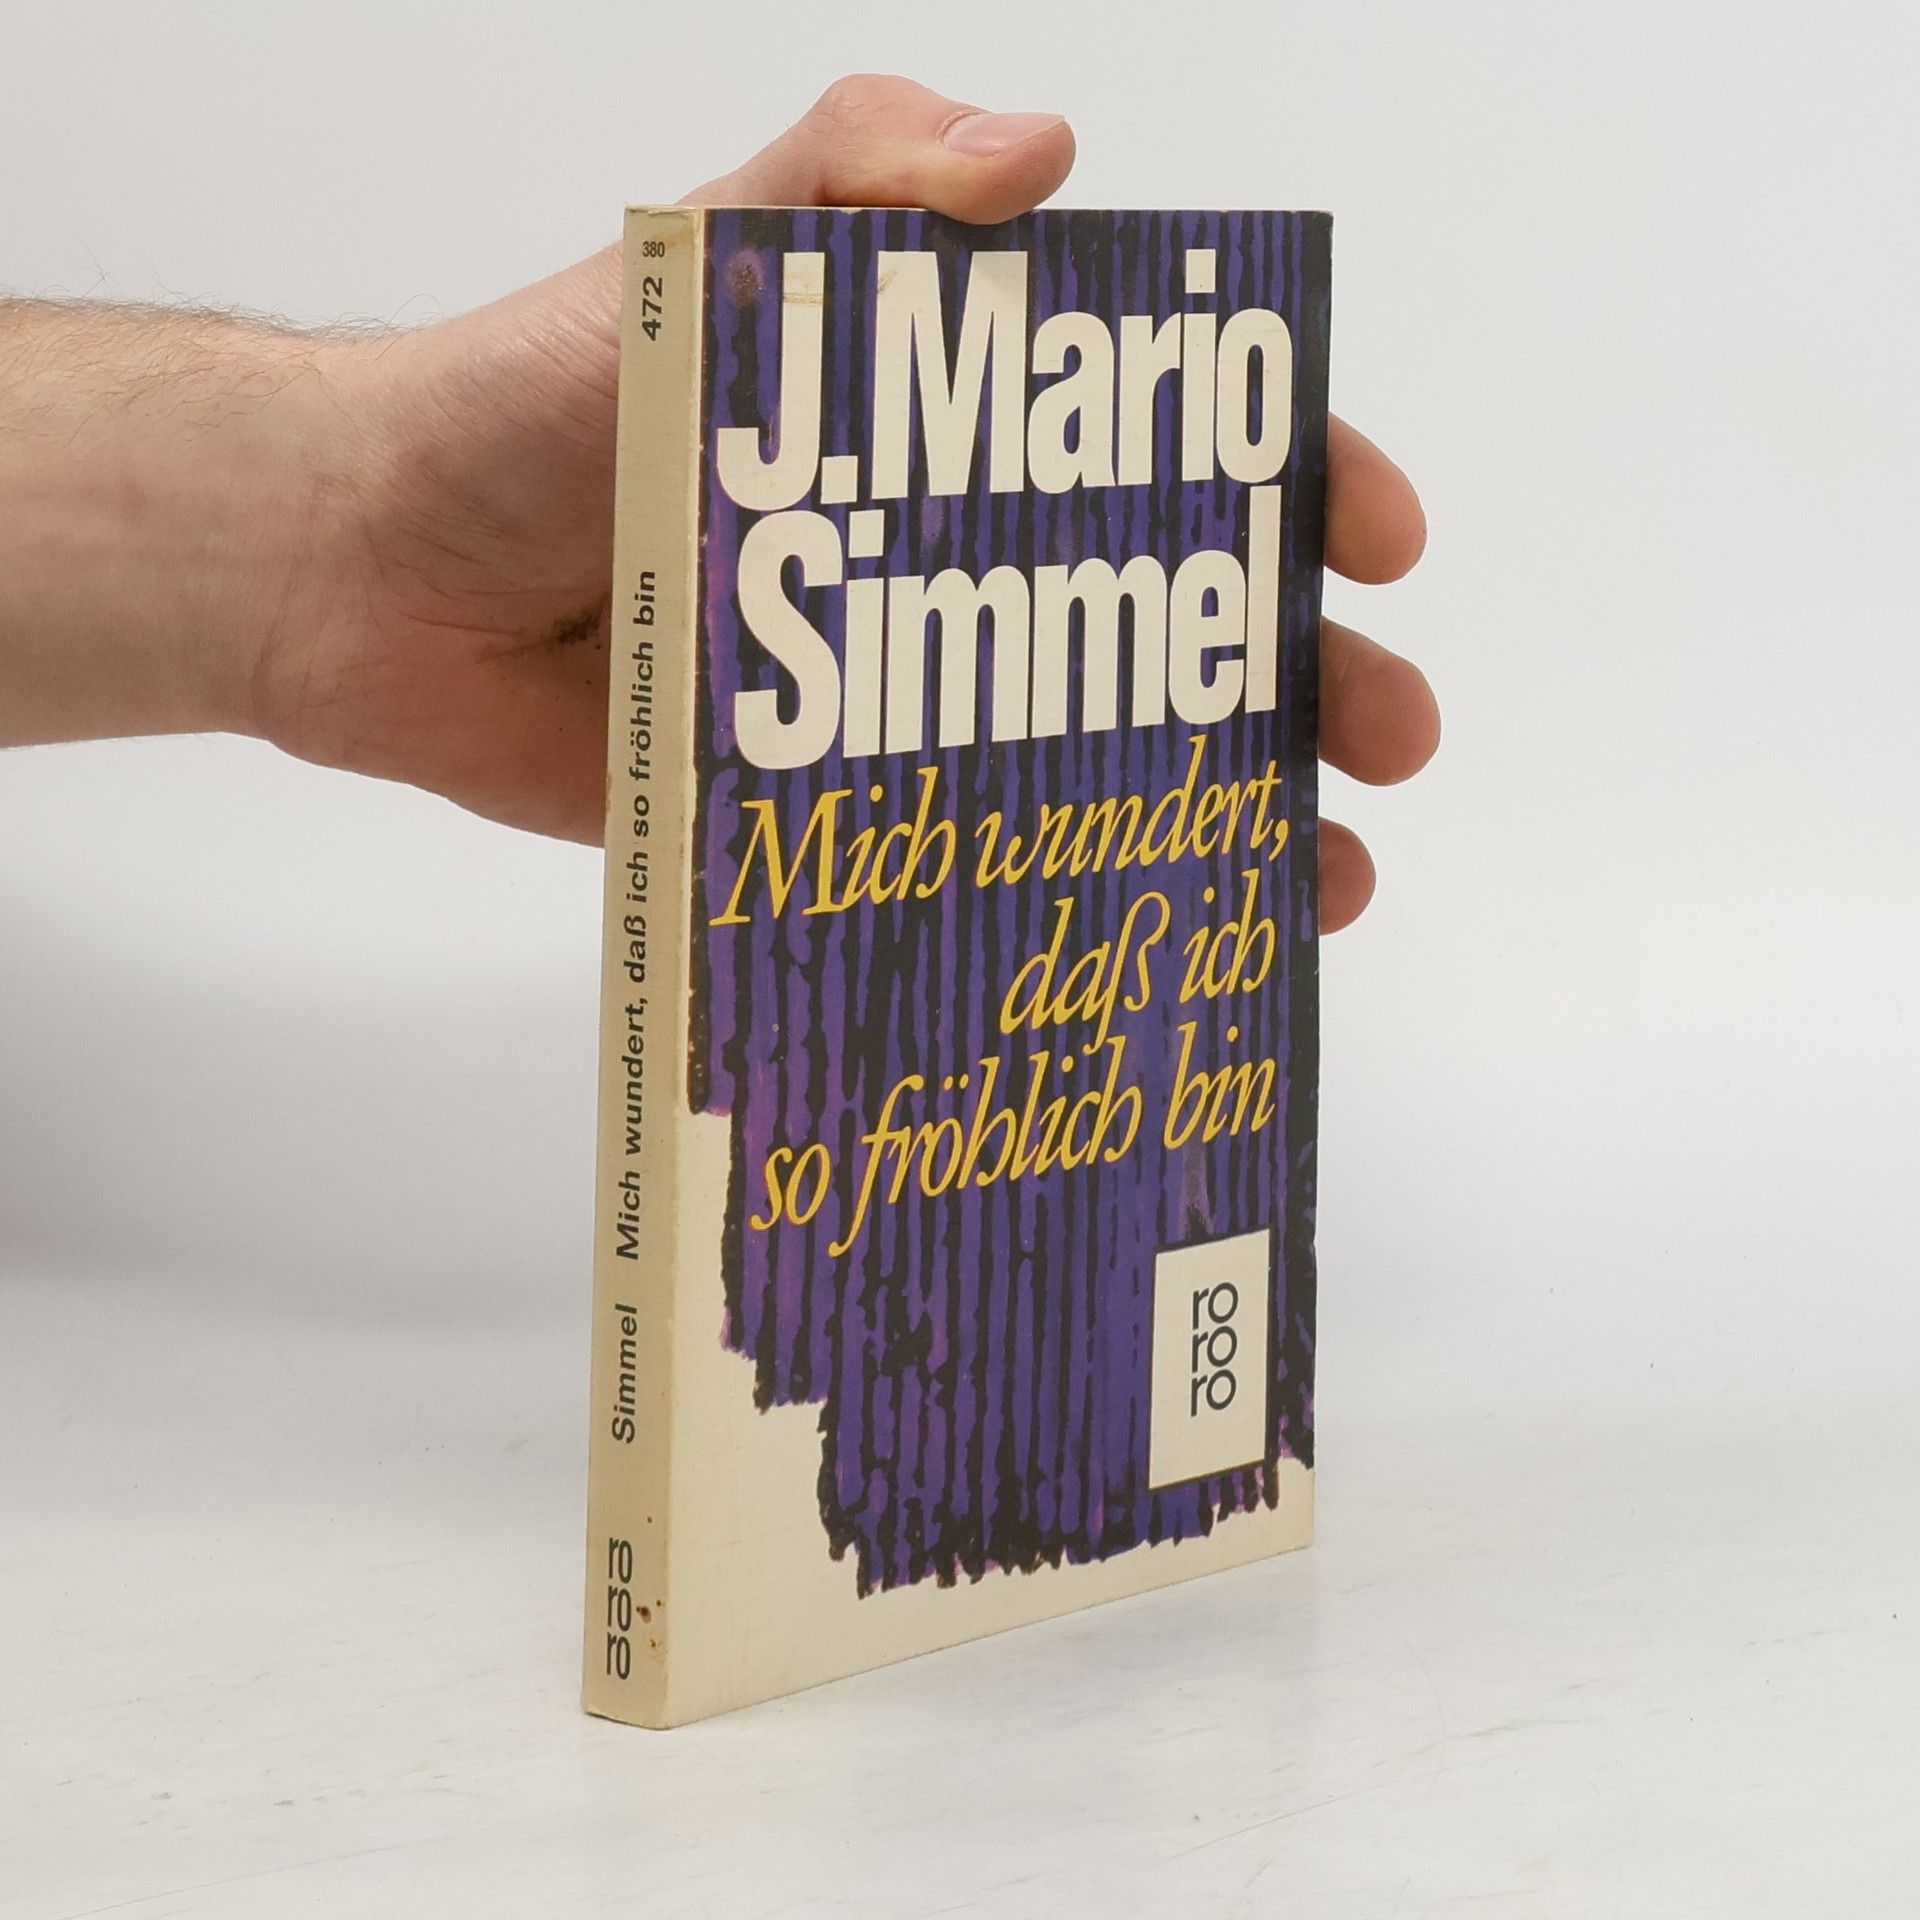 380
472
Simmel Mich wundert, daß ich so fröhlich bin
ro
ro
ro
J. Mario
Simmel
Mich wundert,
daß ich
so fröhlich bin
ro
ro
ro